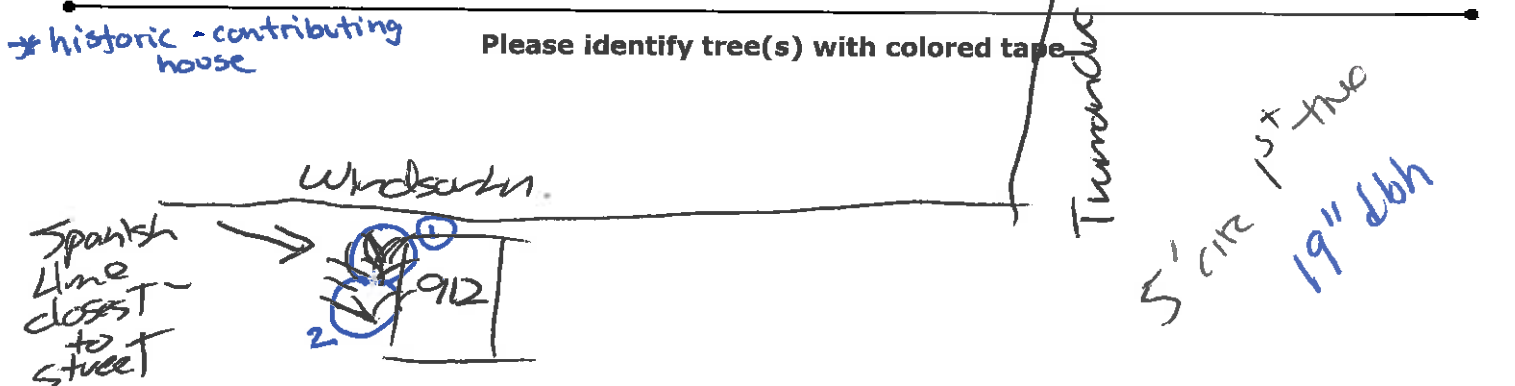 * historic - contributing
house
Please identify tree(s) with colored tape
Windsor Ln.
Spanish
Lime
closest
to
street
1
912
2
5' circ 1st tree
19" dbh